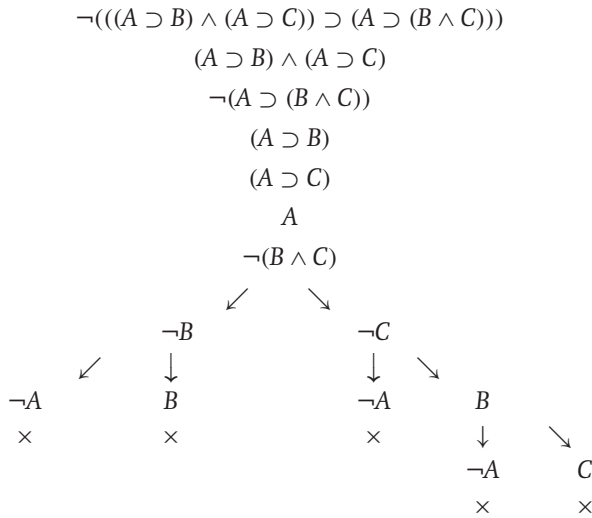 ¬(((A ⊃ B) ∧ (A ⊃ C)) ⊃ (A ⊃ (B ∧ C)))
(A ⊃ B) ∧ (A ⊃ C)
¬(A ⊃ (B ∧ C))
(A ⊃ B)
(A ⊃ C)
A
¬(B ∧ C)
↙ ↘
¬B ¬C
↙ ↓ ↓ ↘
¬A B ¬A B
× × × ↓ ↘
¬A C
× ×